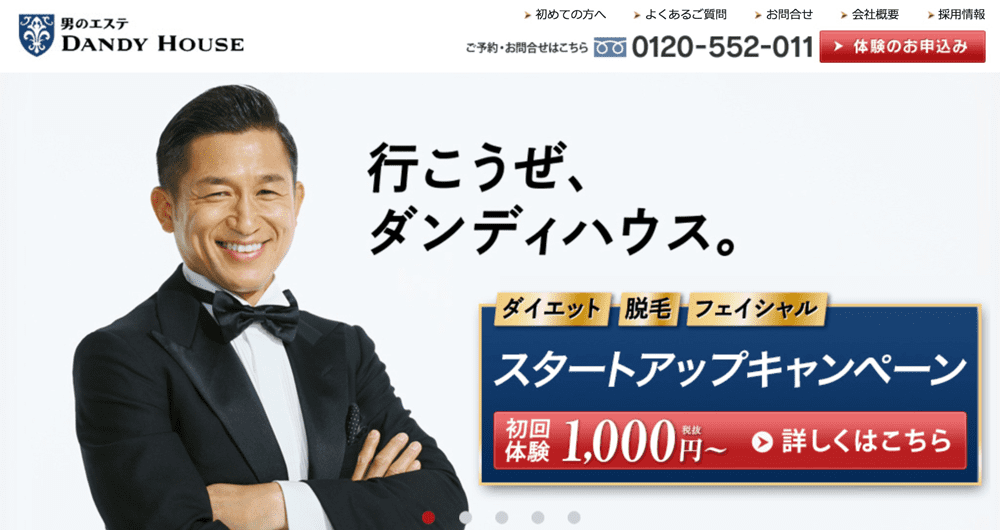 男のエステ
DANDY HOUSE
初めての方へ
よくあるご質問
お問合せ
会社概要
採用情報
ご予約・お問合せはこちら
0120-552-011
体験のお申込み
行こうぜ、
ダンディハウス。
ダイエット
脱毛
フェイシャル
スタートアップキャンペーン
初回体験 1,000円〜 税抜
詳しくはこちら